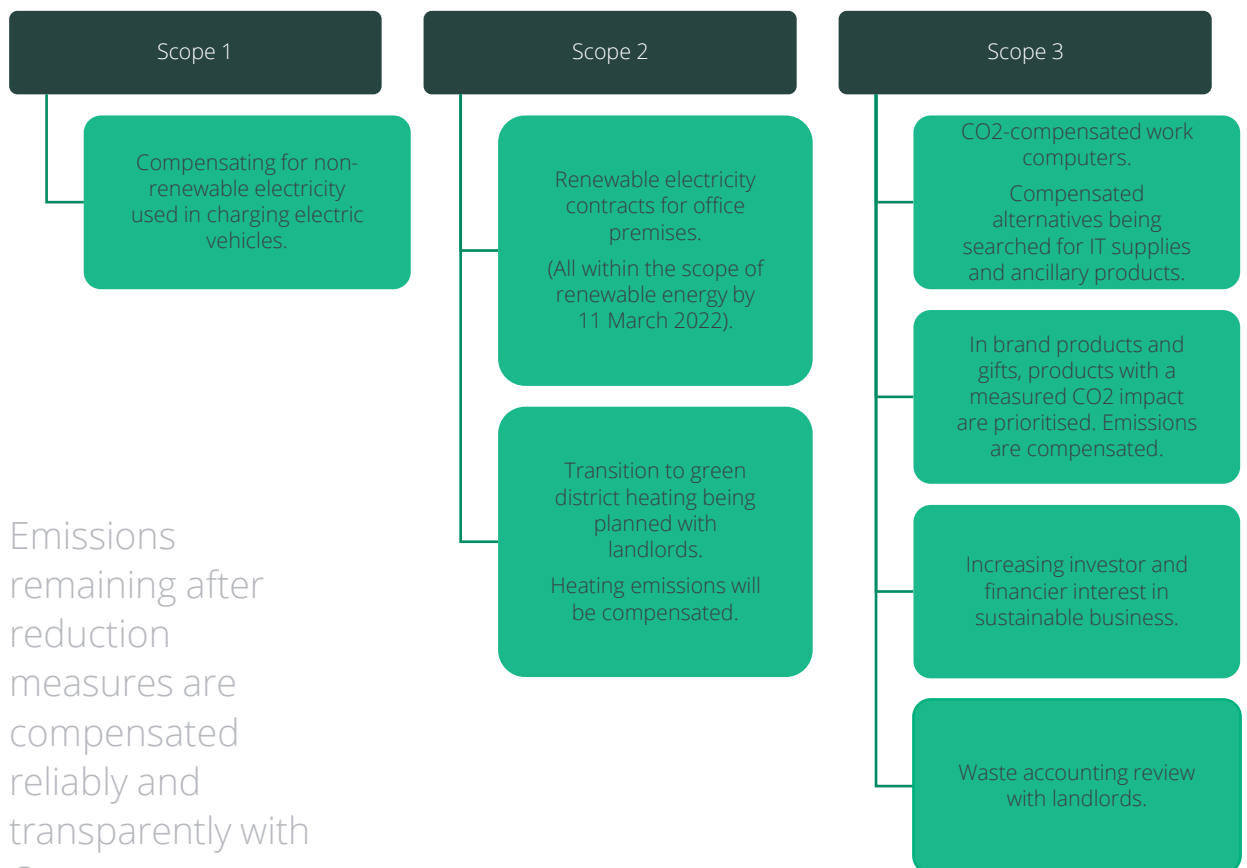 Scope 1
Compensating for non-
renewable electricity
used in charging electric
vehicles.
Scope 2
Renewable electricity
contracts for office
premises.
(All within the scope of
renewable energy by
11 March 2022).
Transition to green
district heating being
planned with
landlords.
Heating emissions will
be compensated.
Scope 3
CO2-compensated work
computers.
Compensated
alternatives being
searched for IT supplies
and ancillary products.
In brand products and
gifts, products with a
measured CO2 impact
are prioritised. Emissions
are compensated.
Increasing investor and
financier interest in
sustainable business.
Waste accounting review
with landlords.
Emissions
remaining after
reduction
measures are
compensated
reliably and
transparently with